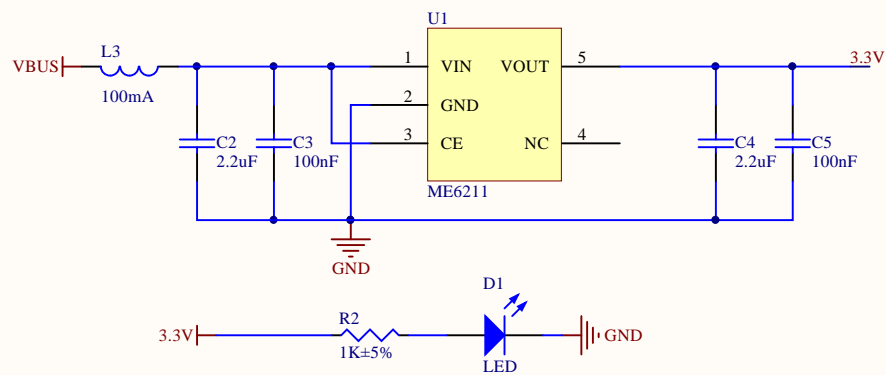 U1
L3
VBUS
100mA
1
VIN
VOUT
5
3.3V
2
GND
3
CE
NC
4
C2
2.2uF
C3
100nF
C4
2.2uF
C5
100nF
ME6211
GND
D1
3.3V
R2
1K±5%
LED
GND